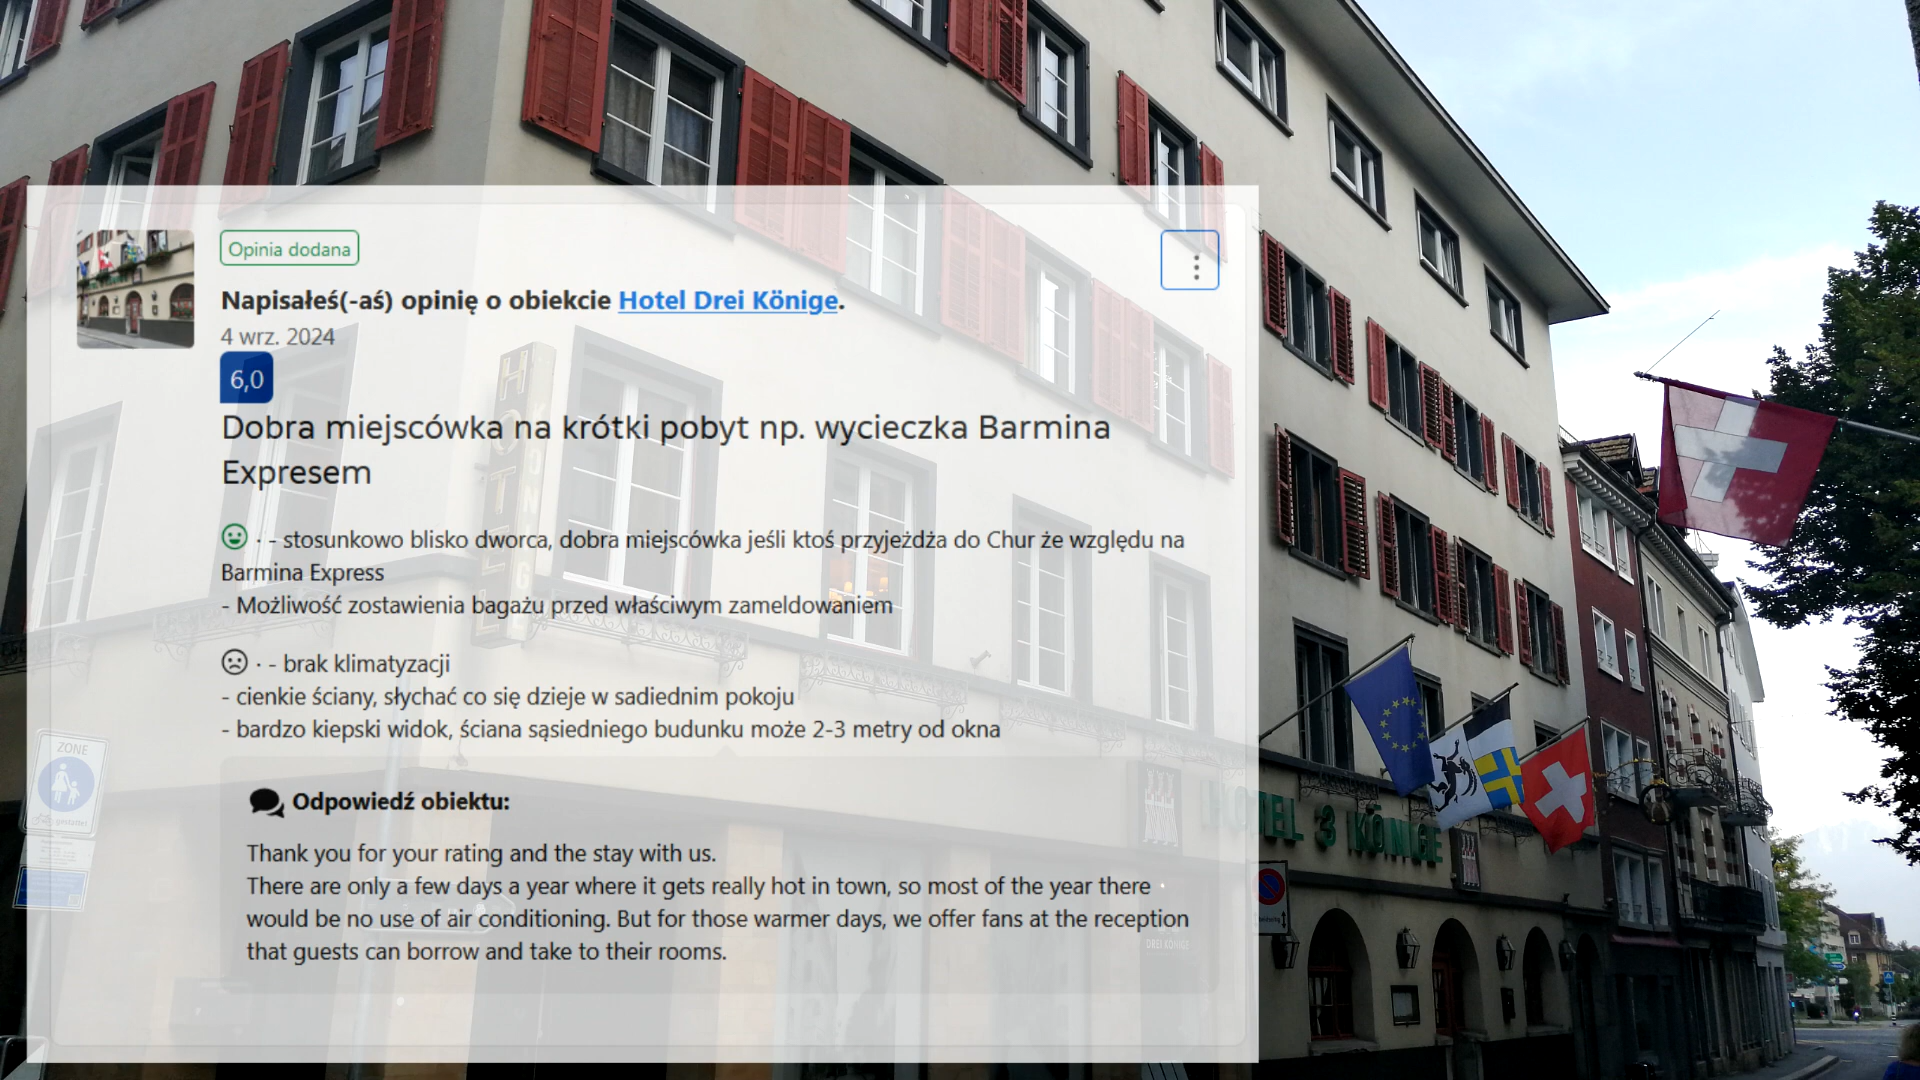 Opinia dodana
Napisałeś(-aś) opinię o obiekcie Hotel Drei Könige.
4 wrz. 2024
6,0
Dobra miejscówka na krótki pobyt np. wycieczka Barmina
Expresem
· - stosunkowo blisko dworca, dobra miejscówka jeśli ktoś przyjeżdża do Chur że względu na
Barmina Express
- Możliwość zostawienia bagażu przed właściwym zameldowaniem
· - brak klimatyzacji
- cienkie ściany, słychać co się dzieje w sadiednim pokoju
- bardzo kiepski widok, ściana sąsiedniego budunku może 2-3 metry od okna
Odpowiedź obiektu:
Thank you for your rating and the stay with us.
There are only a few days a year where it gets really hot in town, so most of the year there
would be no use of air conditioning. But for those warmer days, we offer fans at the reception
that guests can borrow and take to their rooms.
HOTEL
KÖNIGE
ZONE
gestattet
HOTEL 3 KÖNIGE
DREI KÖNIGE